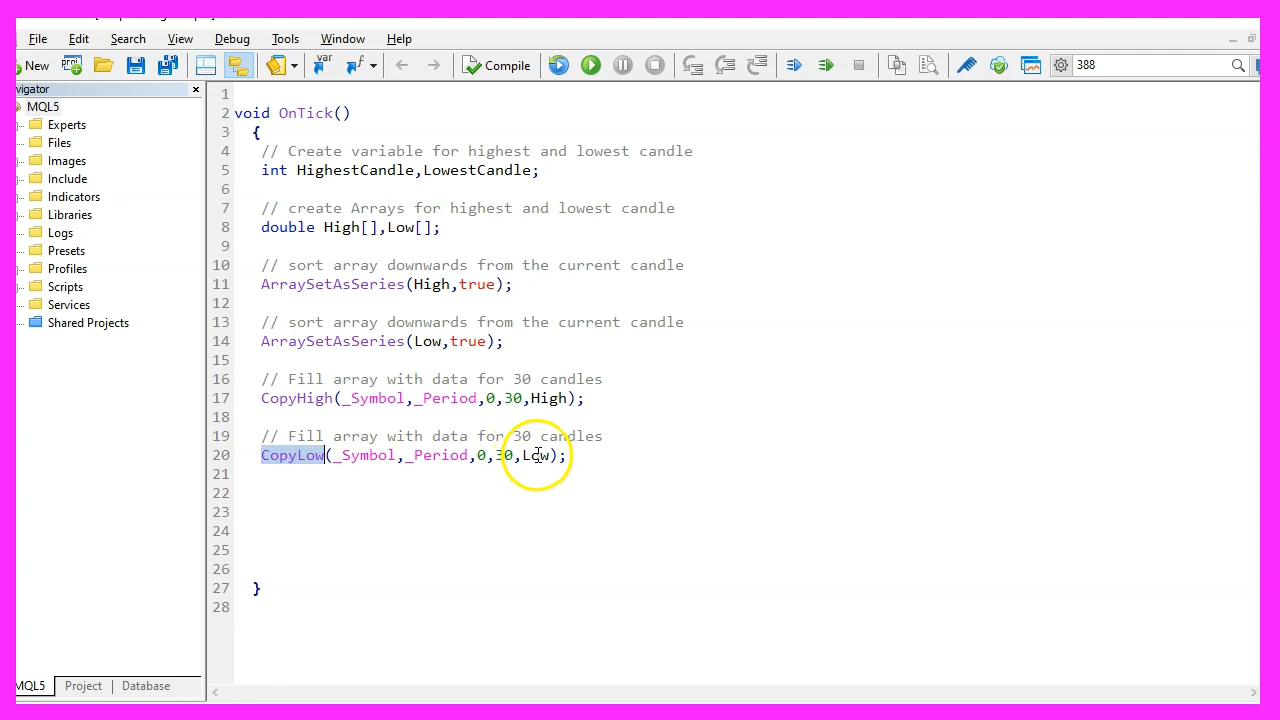 File Edit Search View Debug Tools Window Help
New Compile 388
MQL5
Experts
Files
Images
Include
Indicators
Libraries
Logs
Presets
Profiles
Scripts
Services
Shared Projects
1
2 void OnTick()
3 {
4 // Create variable for highest and lowest candle
5 int HighestCandle,LowestCandle;
6
7 // create Arrays for highest and lowest candle
8 double High[],Low[];
9
10 // sort array downwards from the current candle
11 ArraySetAsSeries(High,true);
12
13 // sort array downwards from the current candle
14 ArraySetAsSeries(Low,true);
15
16 // Fill array with data for 30 candles
17 CopyHigh(_Symbol,_Period,0,30,High);
18
19 // Fill array with data for 30 candles
20 CopyLow(_Symbol,_Period,0,30,Low);
21
22
23
24
25
26
27 }
28
MQL5 Project Database